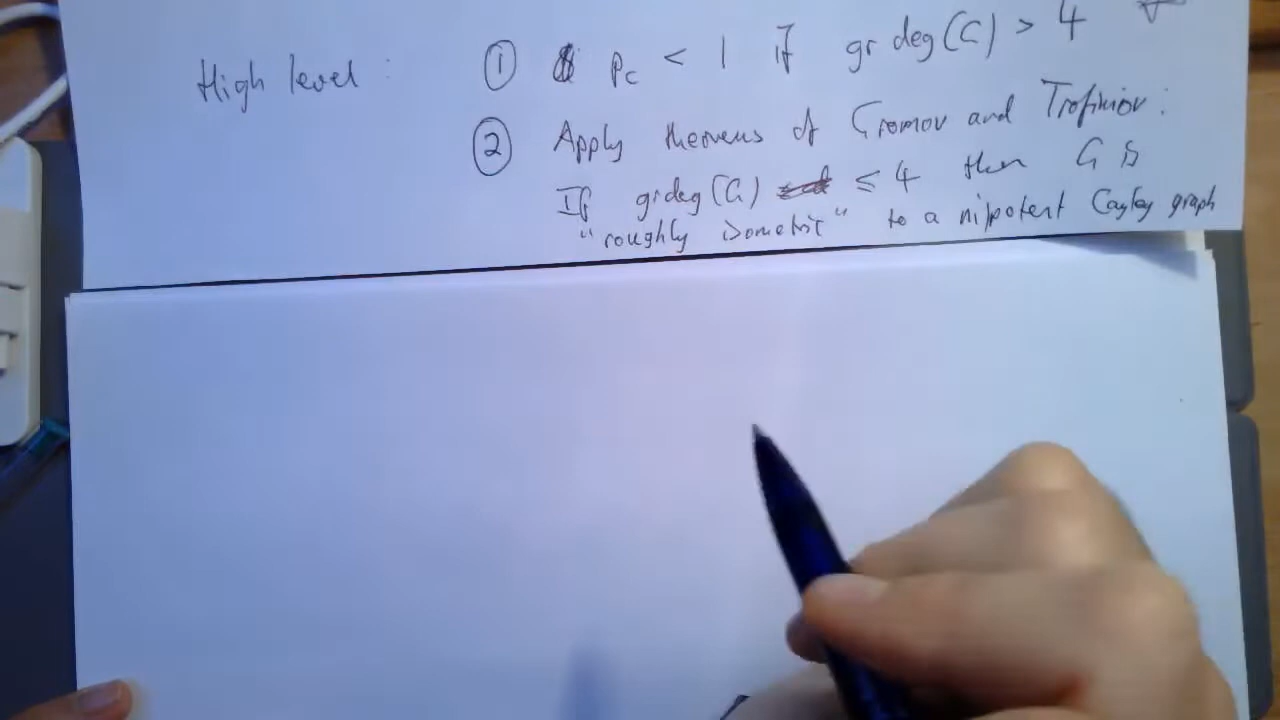 High level : ① p_c < 1 if gr deg(G) > 4
② Apply theorems of Gromov and Trofimov :
If grdeg(G) ≤ 4 then G is
"roughly isometric" to a nilpotent Cayley graph